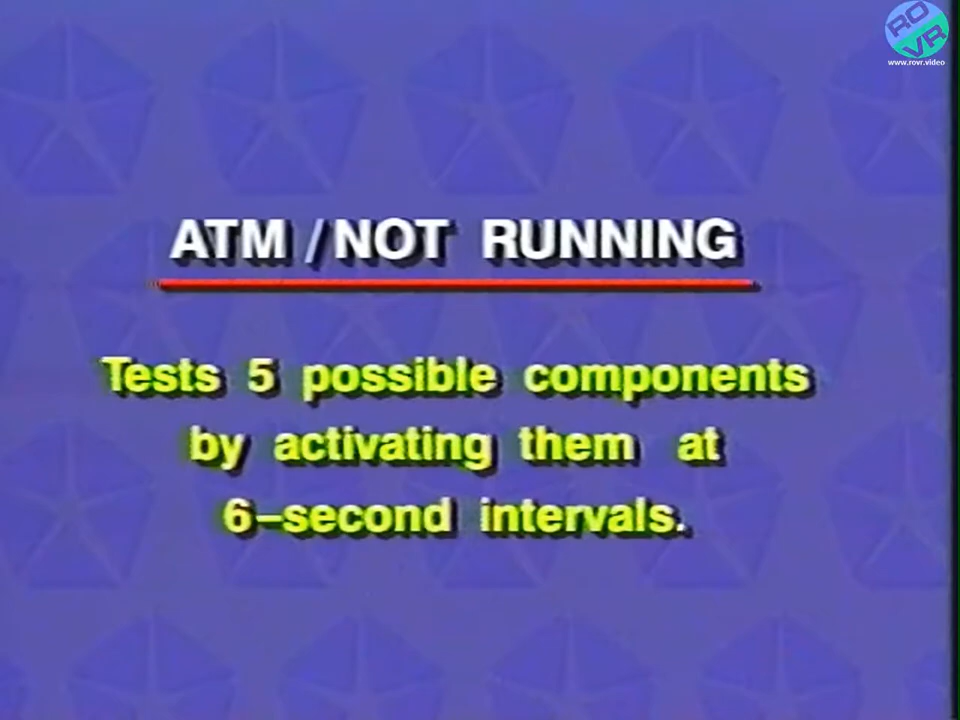 RO
VR
www.rovr.video
ATM / NOT RUNNING
Tests 5 possible components
by activating them at
6-second intervals.